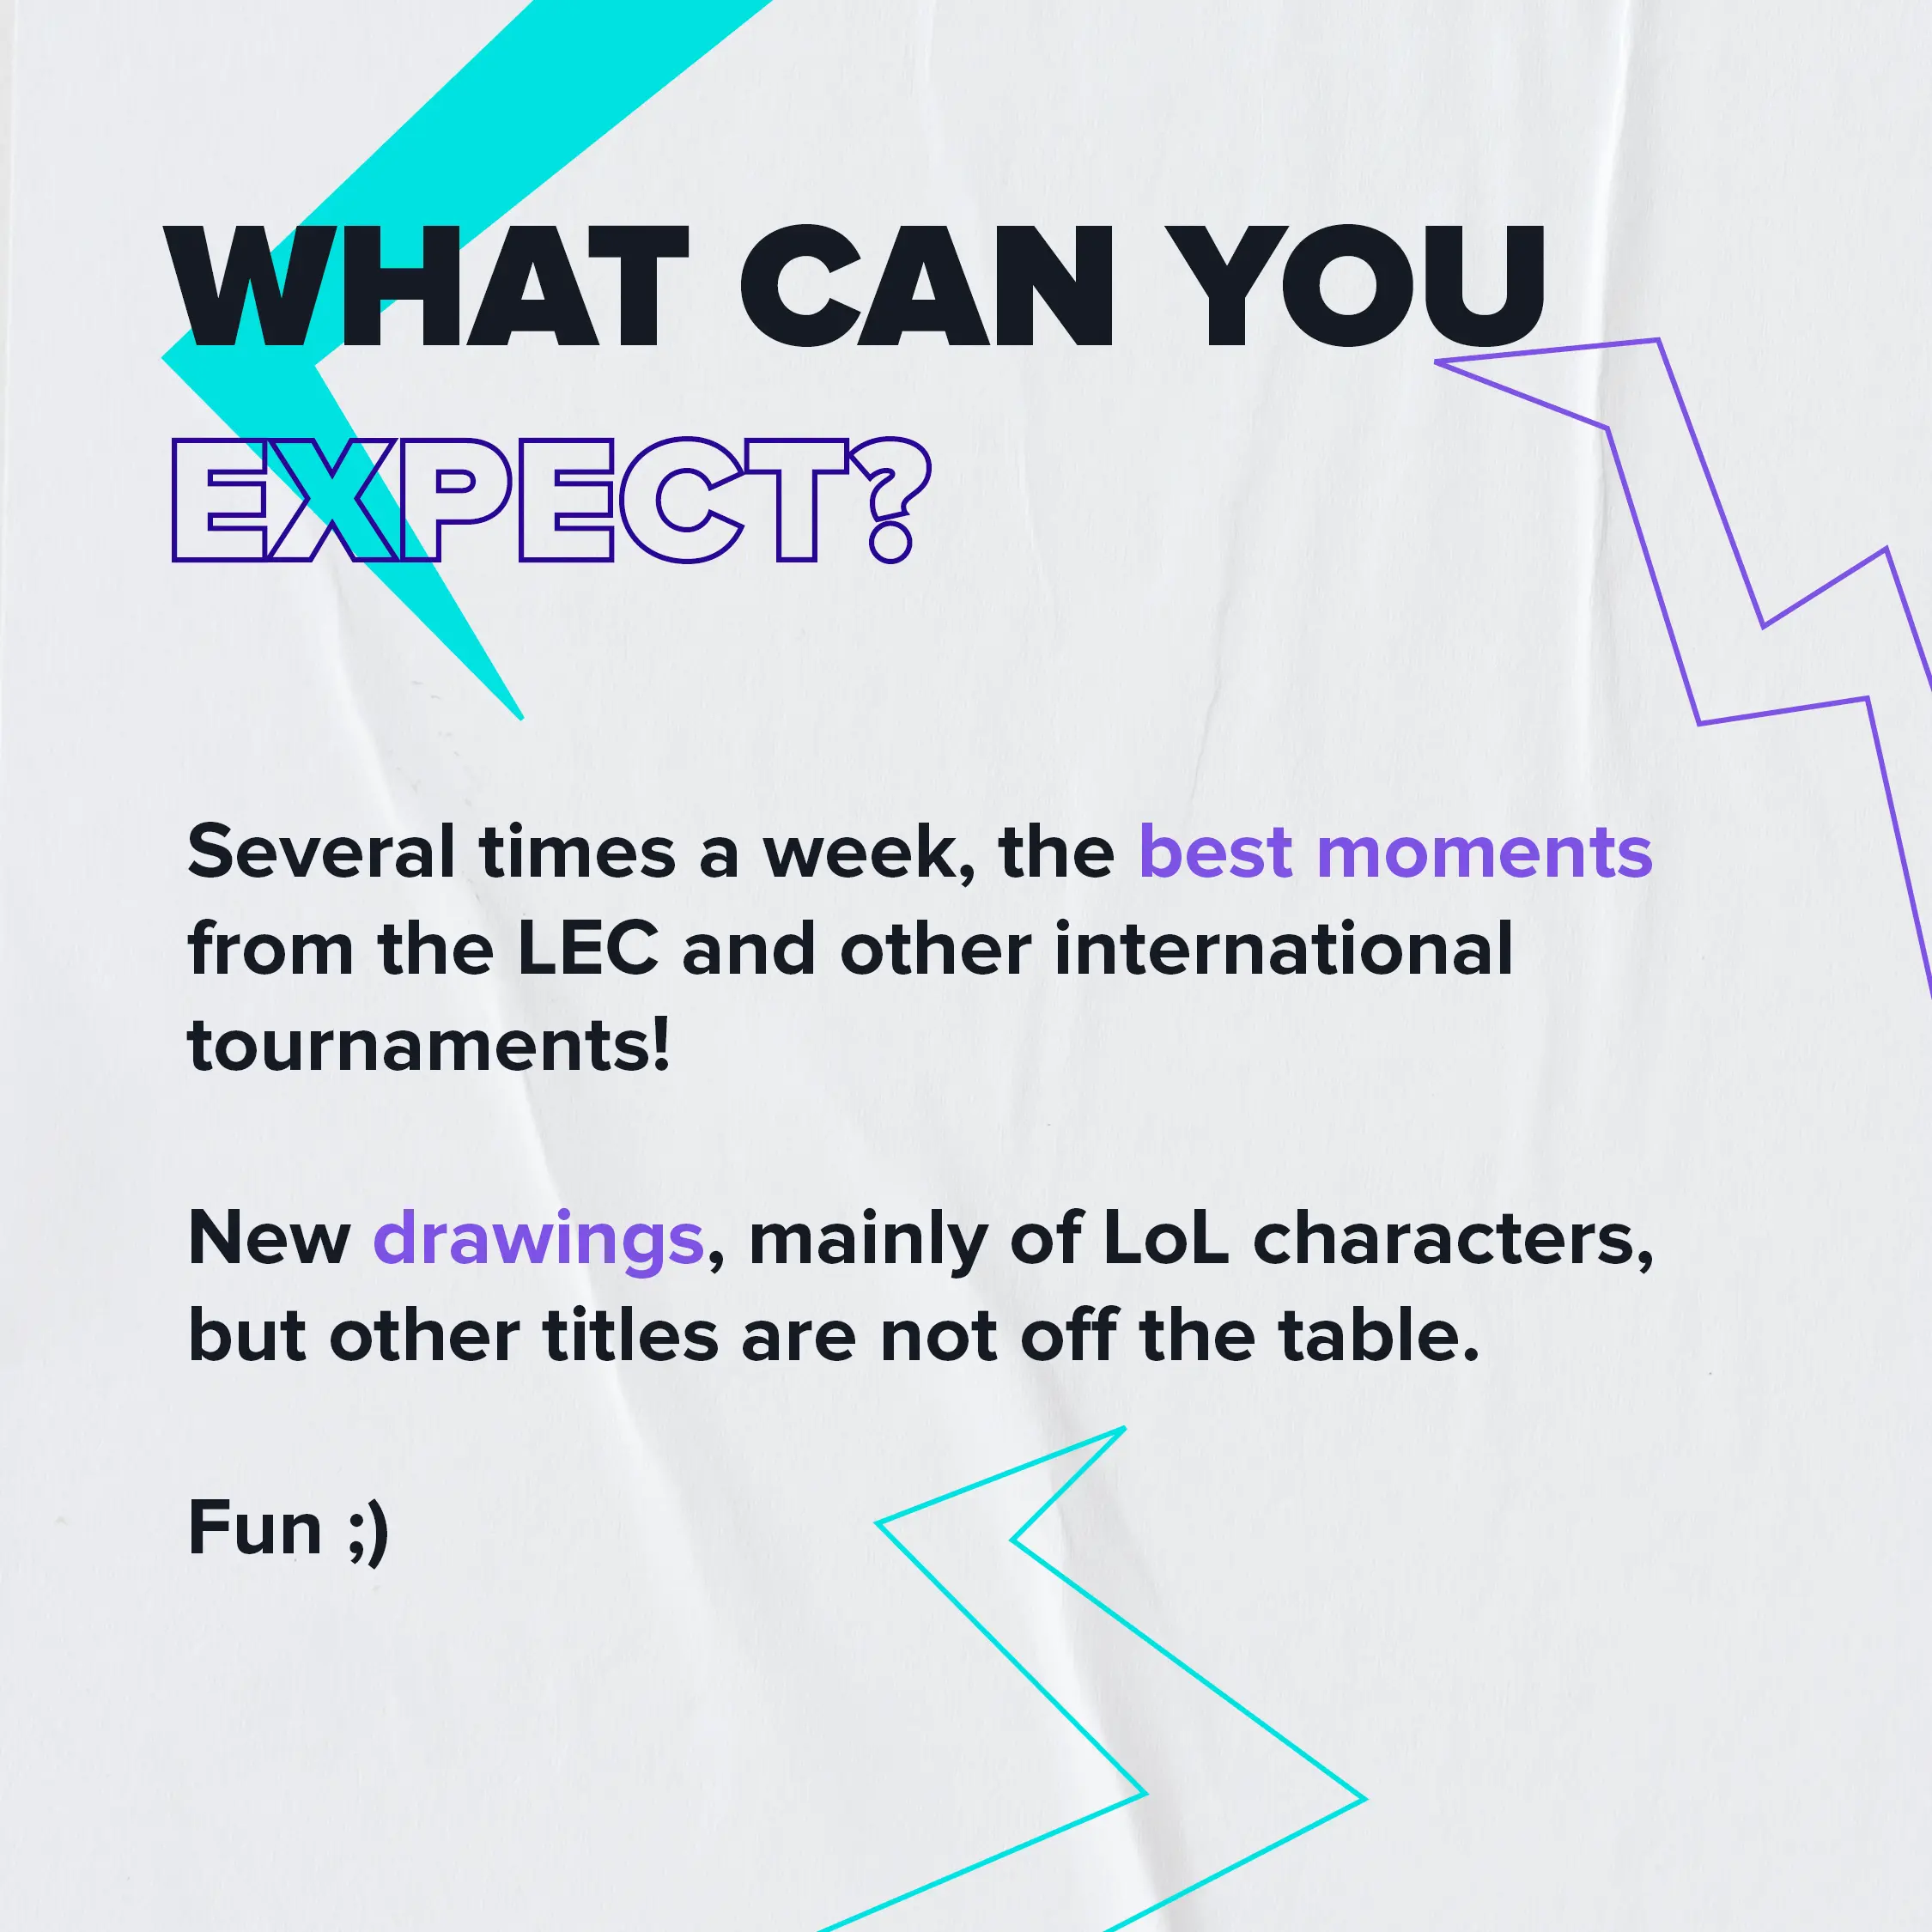 WHAT CAN YOU
EXPECT?
Several times a week, the best moments
from the LEC and other international
tournaments!
New drawings, mainly of LoL characters,
but other titles are not off the table.
Fun ;)